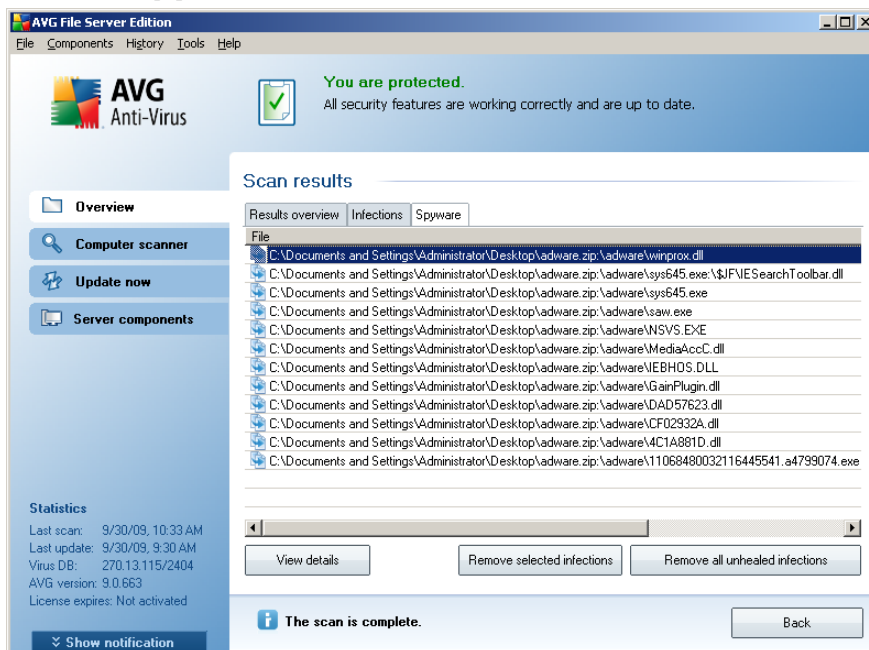 AVG File Server Edition
File Components History Tools Help
AVG
Anti-Virus
You are protected.
All security features are working correctly and are up to date.
Scan results
Overview
Computer scanner
Update now
Server components
Results overview Infections Spyware
File
C:\Documents and Settings\Administrator\Desktop\adware.zip:\adware\winprox.dll
C:\Documents and Settings\Administrator\Desktop\adware.zip:\adware\sys645.exe:\$JF\IESearchToolbar.dll
C:\Documents and Settings\Administrator\Desktop\adware.zip:\adware\sys645.exe
C:\Documents and Settings\Administrator\Desktop\adware.zip:\adware\saw.exe
C:\Documents and Settings\Administrator\Desktop\adware.zip:\adware\NSVS.EXE
C:\Documents and Settings\Administrator\Desktop\adware.zip:\adware\MediaAccC.dll
C:\Documents and Settings\Administrator\Desktop\adware.zip:\adware\IEBHOS.DLL
C:\Documents and Settings\Administrator\Desktop\adware.zip:\adware\GainPlugin.dll
C:\Documents and Settings\Administrator\Desktop\adware.zip:\adware\DAD57623.dll
C:\Documents and Settings\Administrator\Desktop\adware.zip:\adware\CF02932A.dll
C:\Documents and Settings\Administrator\Desktop\adware.zip:\adware\4C1A881D.dll
C:\Documents and Settings\Administrator\Desktop\adware.zip:\adware\11068480032116445541.a4799074.exe
Statistics
Last scan: 9/30/09, 10:33 AM
Last update: 9/30/09, 9:30 AM
Virus DB: 270.13.115/2404
AVG version: 9.0.663
License expires: Not activated
Show notification
View details Remove selected infections Remove all unhealed infections
The scan is complete.
Back